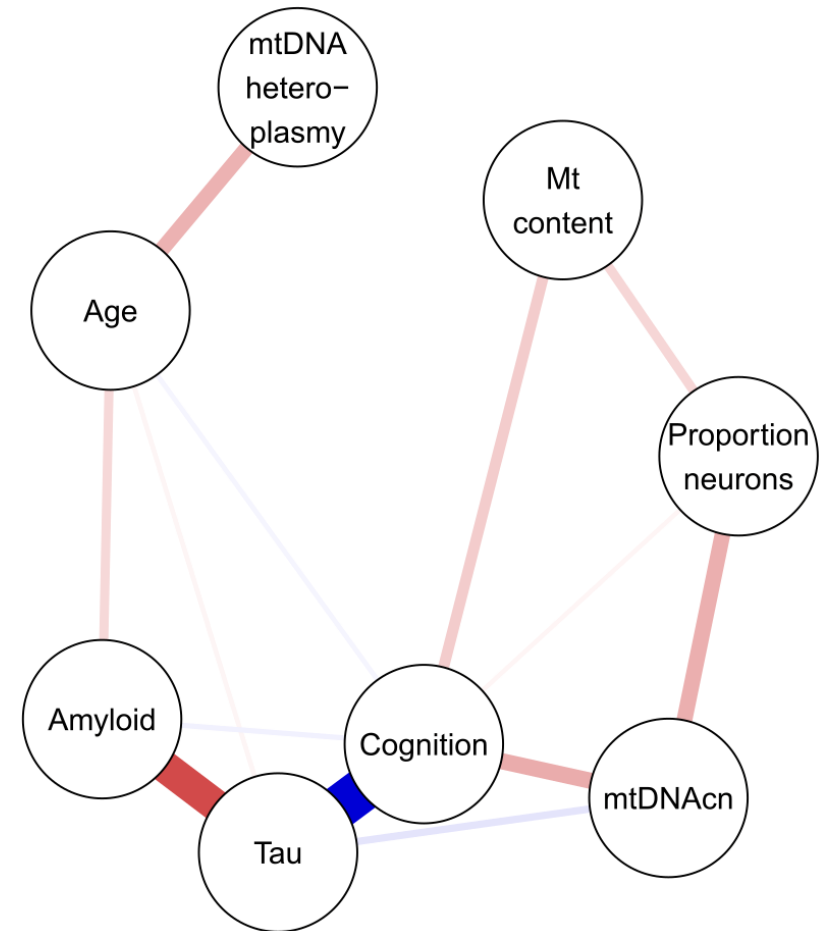 mtDNA
hetero−
plasmy
Mt
content
Age
Proportion
neurons
Amyloid
Cognition
mtDNAcn
Tau